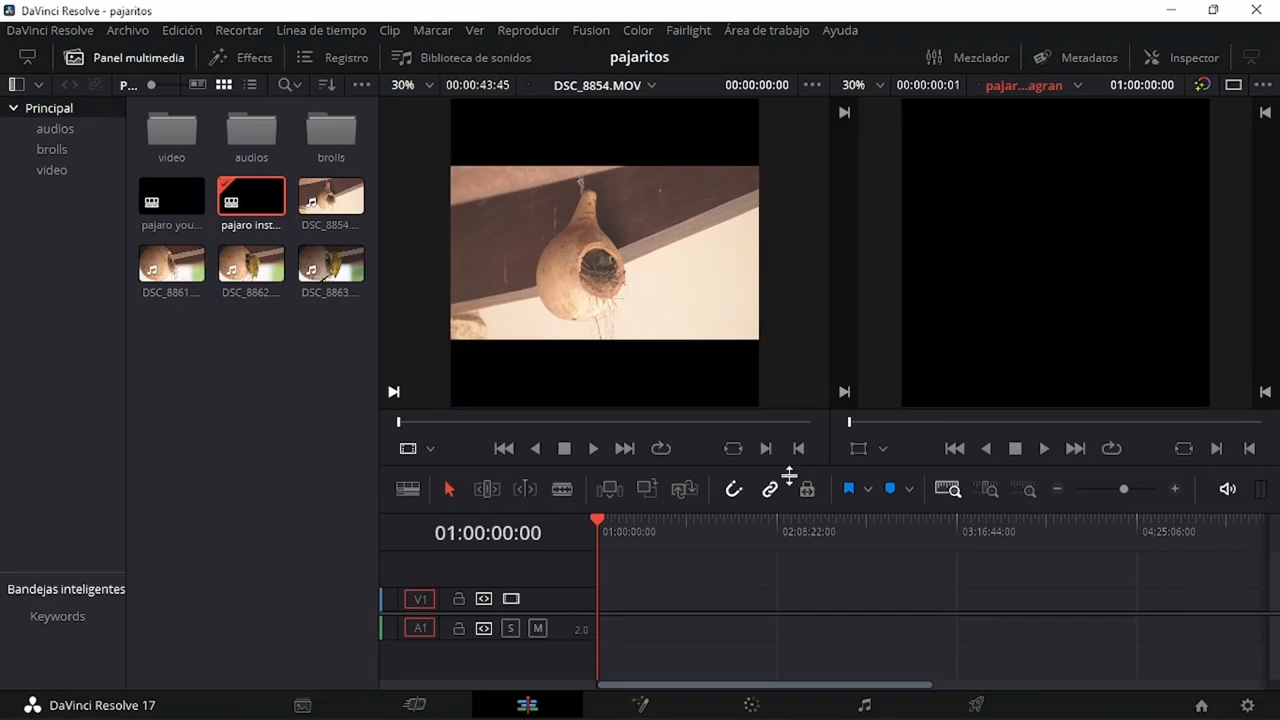 DaVinci Resolve - pajaritos
DaVinci Resolve Archivo Edición Recortar Línea de tiempo Clip Marcar Ver Reproducir Fusion Color Fairlight Área de trabajo Ayuda
Panel multimedia Effects Registro Biblioteca de sonidos pajaritos Mezclador Metadatos Inspector
P... 30% 00:00:43:45 DSC_8854.MOV 00:00:00:00 30% 00:00:00:01 pajar...agran 01:00:00:00
Principal
audios
brolls
video
video audios brolls
pajaro you... pajaro inst... DSC_8854....
DSC_8861.... DSC_8862.... DSC_8863....
01:00:00:00
01:00:00:00 02:08:22:00 03:16:44:00 04:25:06:00
V1
A1 S M 2.0
Bandejas inteligentes
Keywords
DaVinci Resolve 17